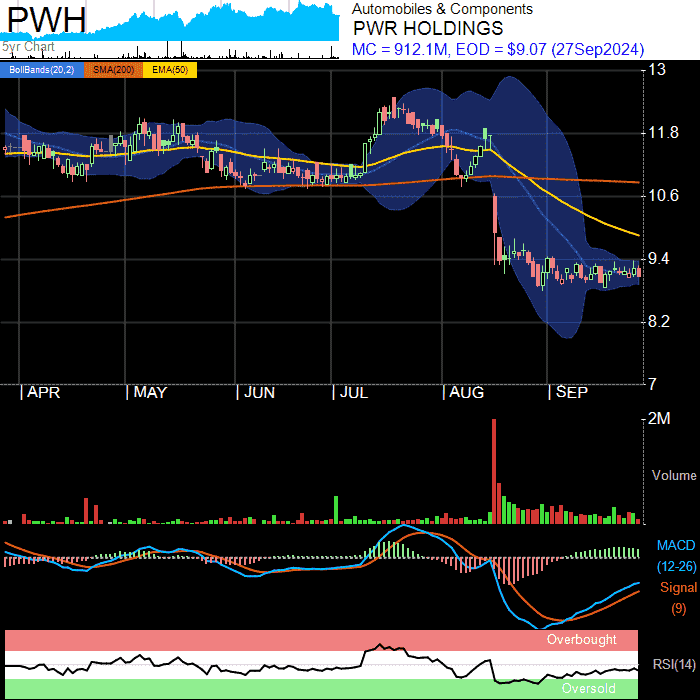 PWH
5yr Chart
Automobiles & Components
PWR HOLDINGS
MC = 912.1M, EOD = $9.07 (27Sep2024)
BollBands(20,2) SMA(200) EMA(50)
13
11.8
10.6
9.4
8.2
7
APR MAY JUN JUL AUG SEP
2M
Volume
MACD
(12-26)
Signal
(9)
Overbought
RSI(14)
Oversold